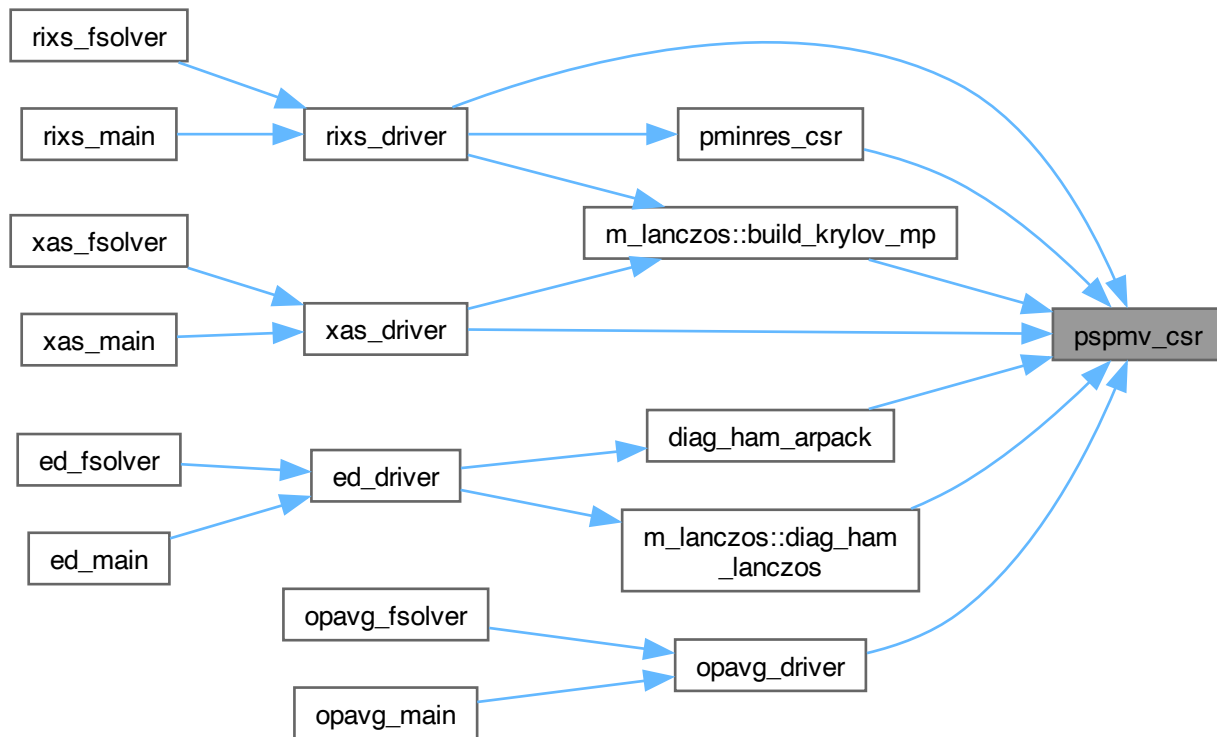 rixs_fsolver
rixs_main
rixs_driver
pminres_csr
m_lanczos::build_krylov_mp
xas_fsolver
xas_main
xas_driver
pspmv_csr
ed_fsolver
ed_main
ed_driver
diag_ham_arpack
m_lanczos::diag_ham
_lanczos
opavg_fsolver
opavg_main
opavg_driver